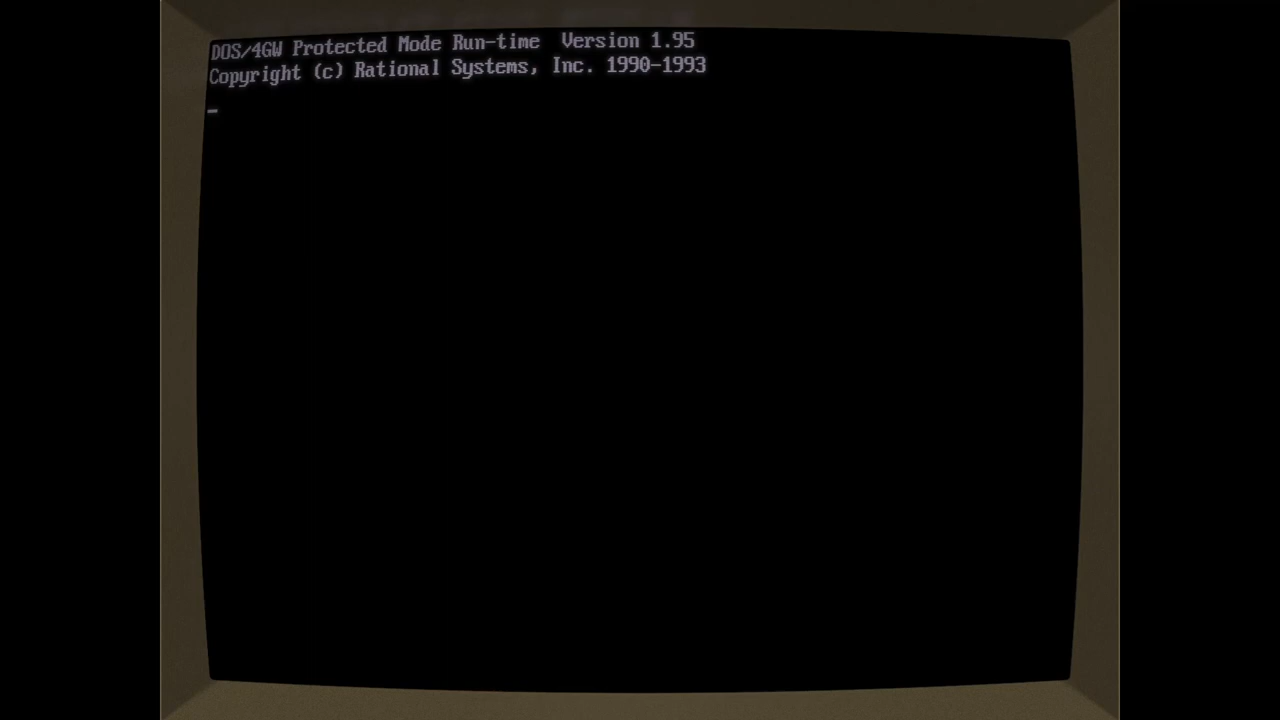 DOS/4GW Protected Mode Run-time  Version 1.95
Copyright (c) Rational Systems, Inc. 1990-1993